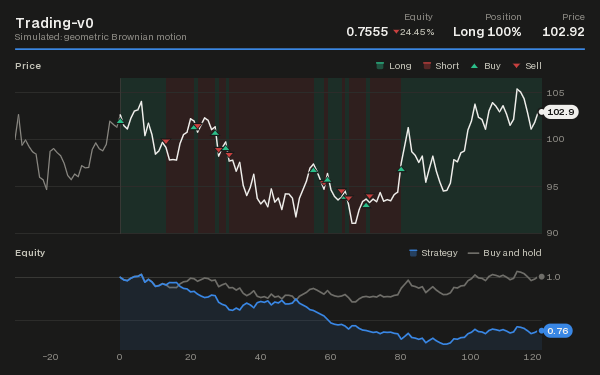 Trading-v0
Simulated: geometric Brownian motion
Equity
0.7555 ▼24.45%
Position
Long 100%
Price
102.92
Price
Long Short Buy Sell
105
102.9
100
95
90
Equity
Strategy Buy and hold
1.0
0.76
−20 0 20 40 60 80 100 120